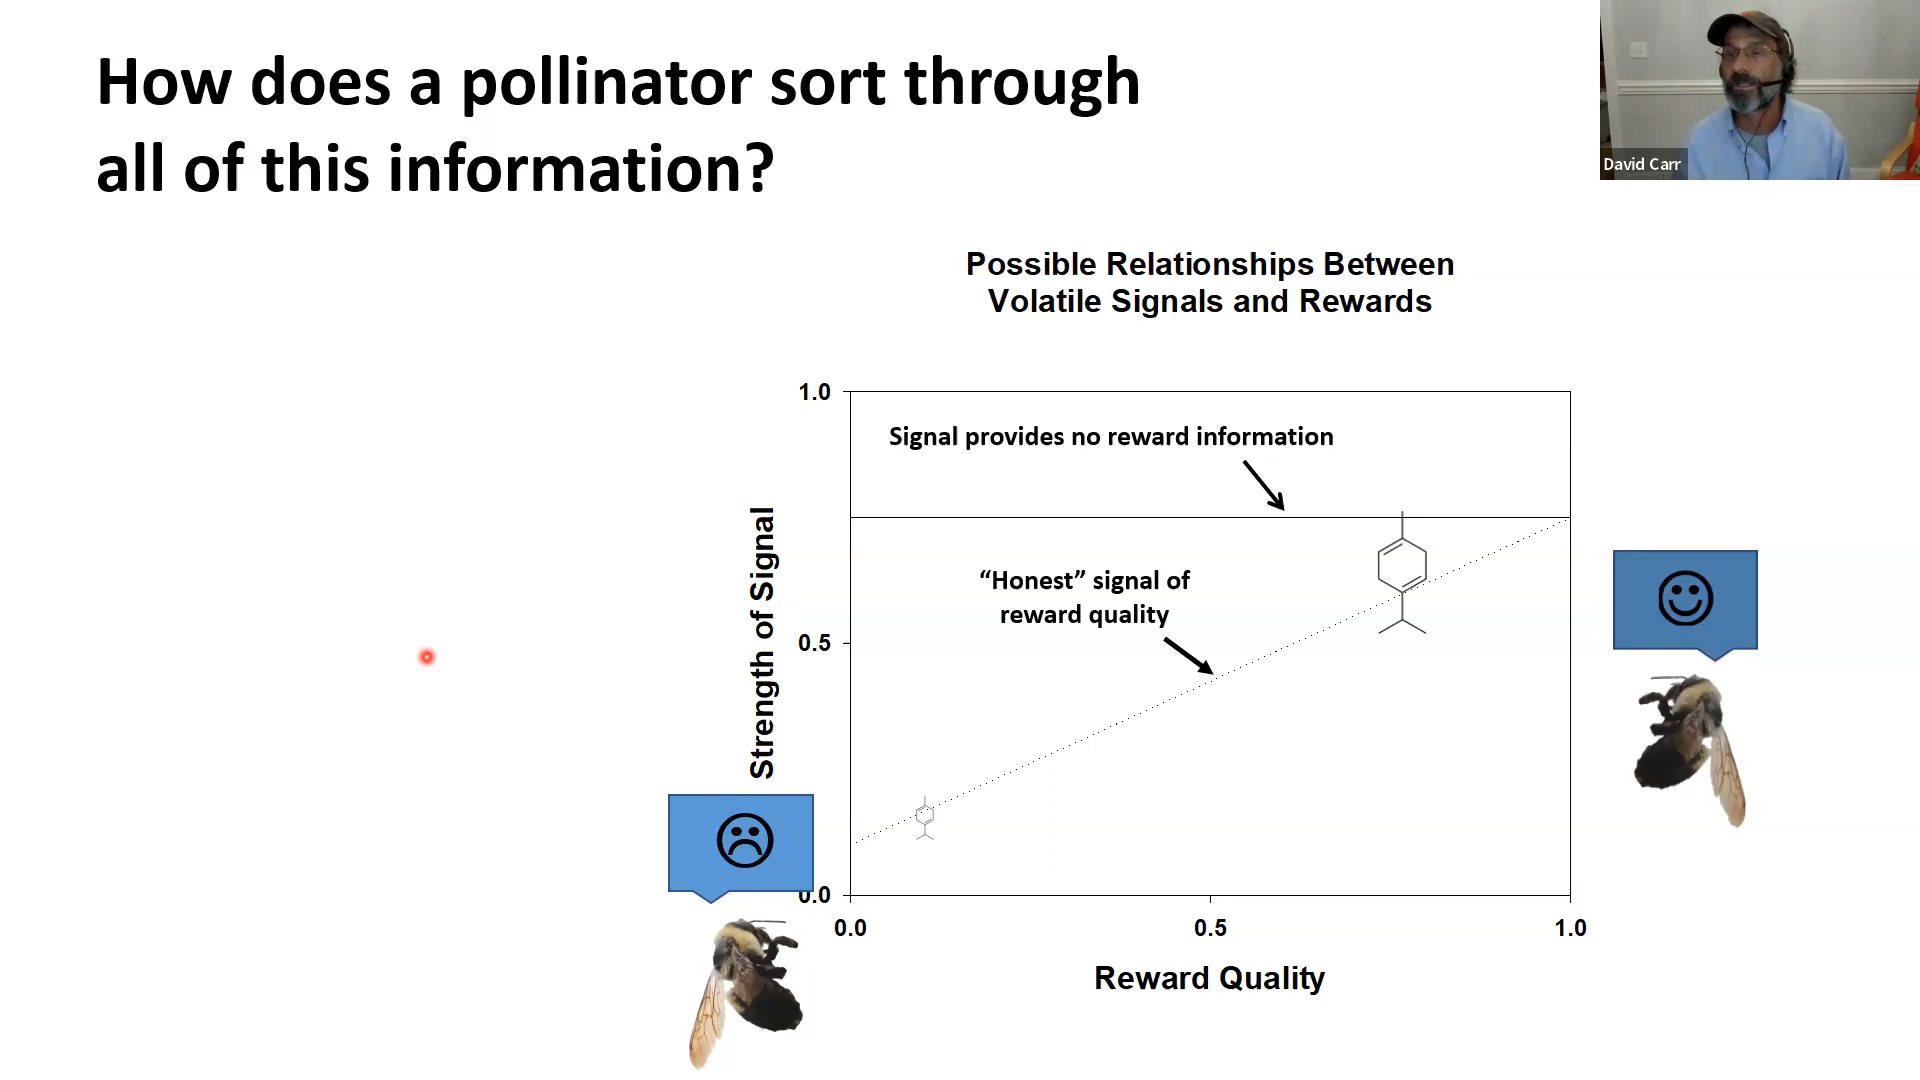 How does a pollinator sort through
all of this information?
David Carr
Possible Relationships Between
Volatile Signals and Rewards
1.0
Signal provides no reward information
“Honest” signal of
reward quality
0.5
Strength of Signal
0.0
0.0
0.5
1.0
Reward Quality